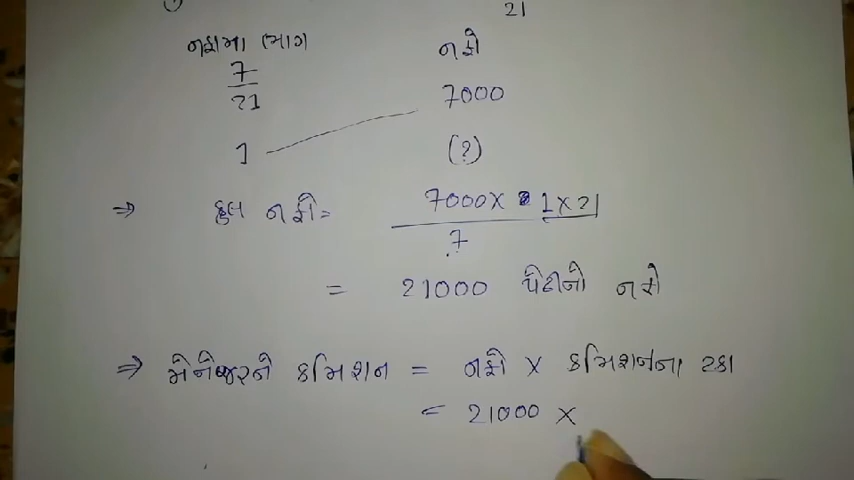 21
નફામા ભાગ નફો
7/21 7000
1 (?)
⇒ કુલ નફો = 7000 × 1 × 21 / 7
= 21000 પેઢીનો નફો
⇒ મેનેજરને કમિશન = નફો × કમિશનના ટકા
= 21000 ×